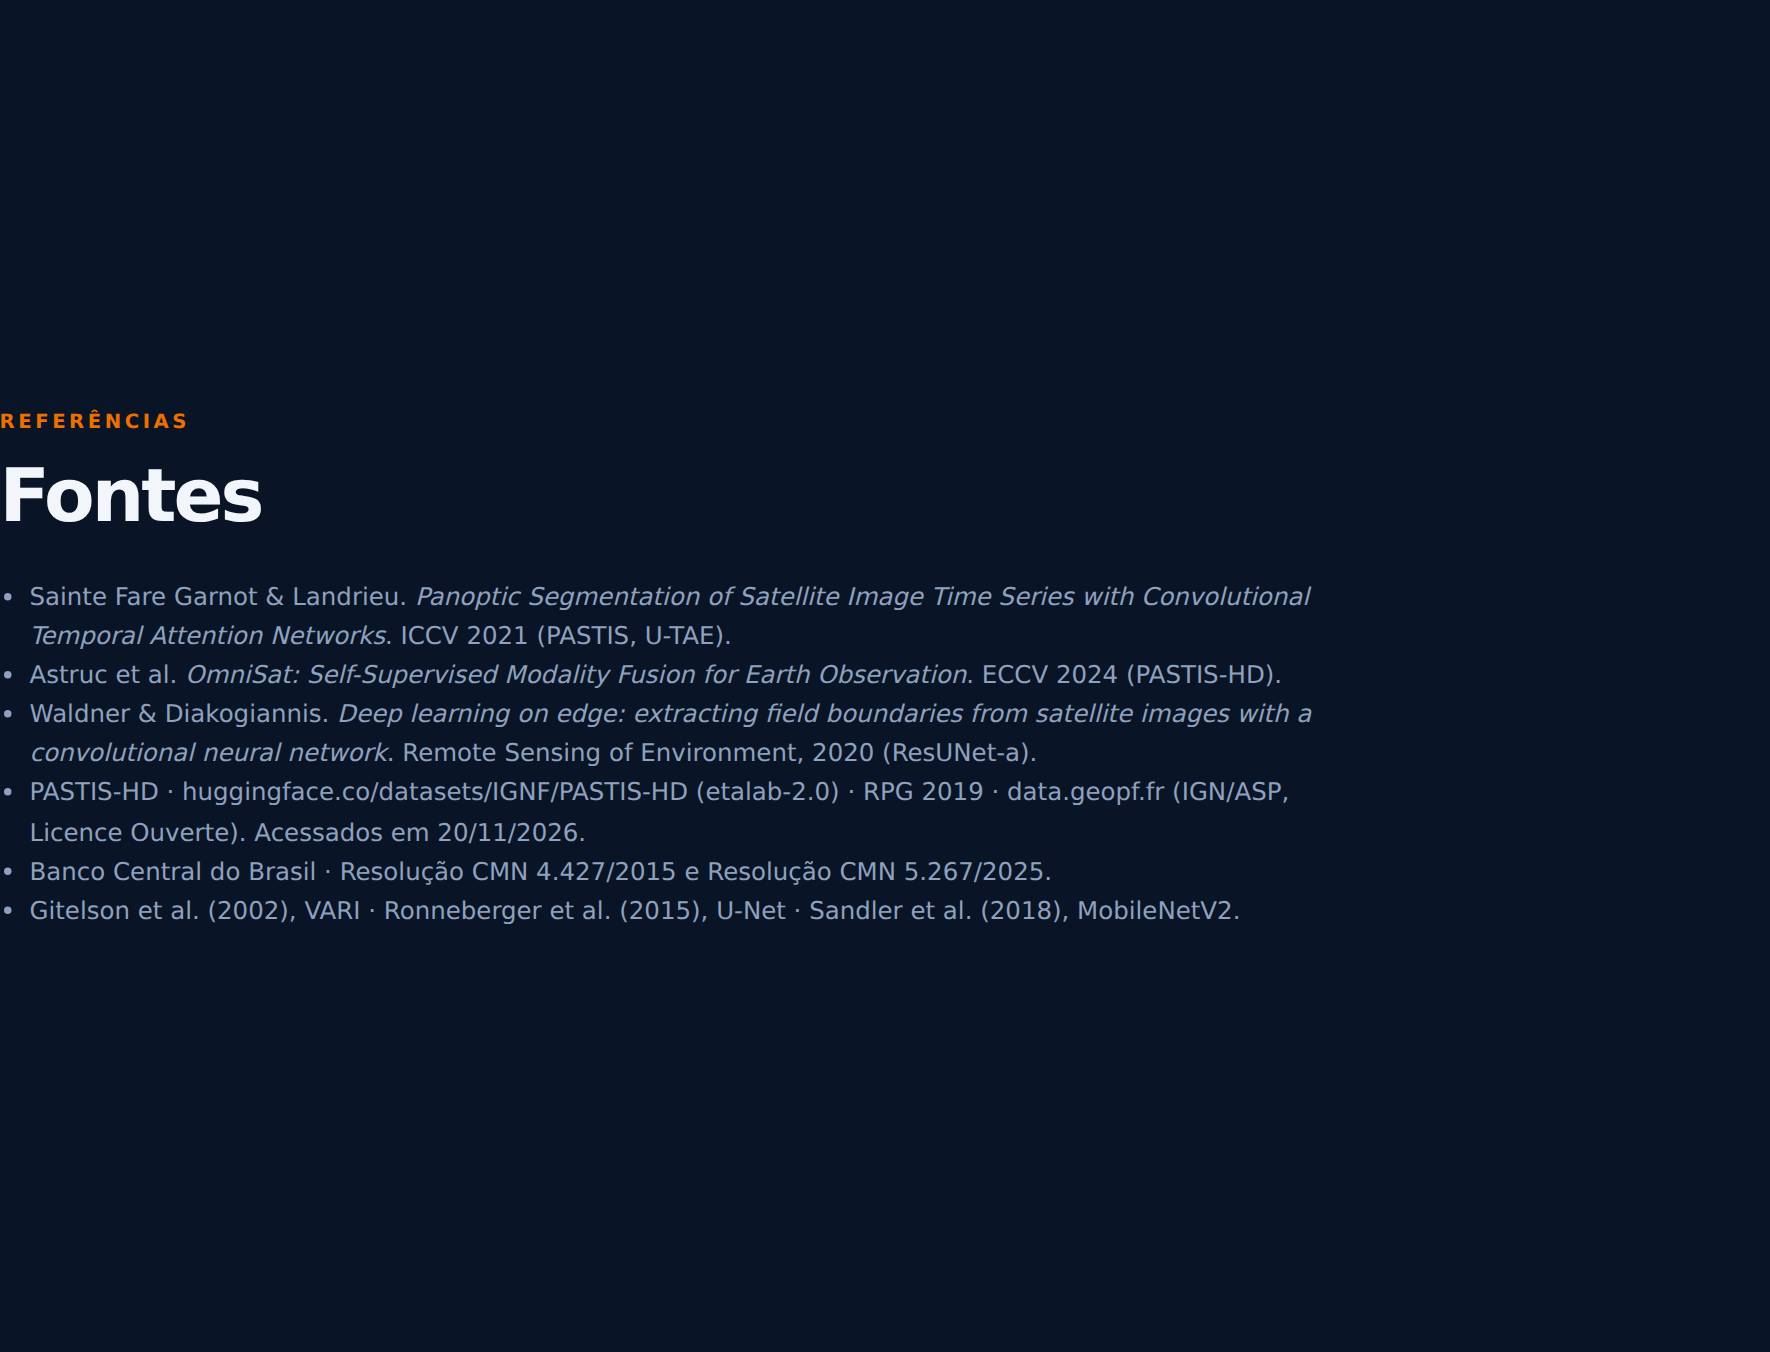 REFERÊNCIAS
Fontes
• Sainte Fare Garnot & Landrieu. Panoptic Segmentation of Satellite Image Time Series with Convolutional
Temporal Attention Networks. ICCV 2021 (PASTIS, U-TAE).
• Astruc et al. OmniSat: Self-Supervised Modality Fusion for Earth Observation. ECCV 2024 (PASTIS-HD).
• Waldner & Diakogiannis. Deep learning on edge: extracting field boundaries from satellite images with a
convolutional neural network. Remote Sensing of Environment, 2020 (ResUNet-a).
• PASTIS-HD · huggingface.co/datasets/IGNF/PASTIS-HD (etalab-2.0) · RPG 2019 · data.geopf.fr (IGN/ASP,
Licence Ouverte). Acessados em 20/11/2026.
• Banco Central do Brasil · Resolução CMN 4.427/2015 e Resolução CMN 5.267/2025.
• Gitelson et al. (2002), VARI · Ronneberger et al. (2015), U-Net · Sandler et al. (2018), MobileNetV2.